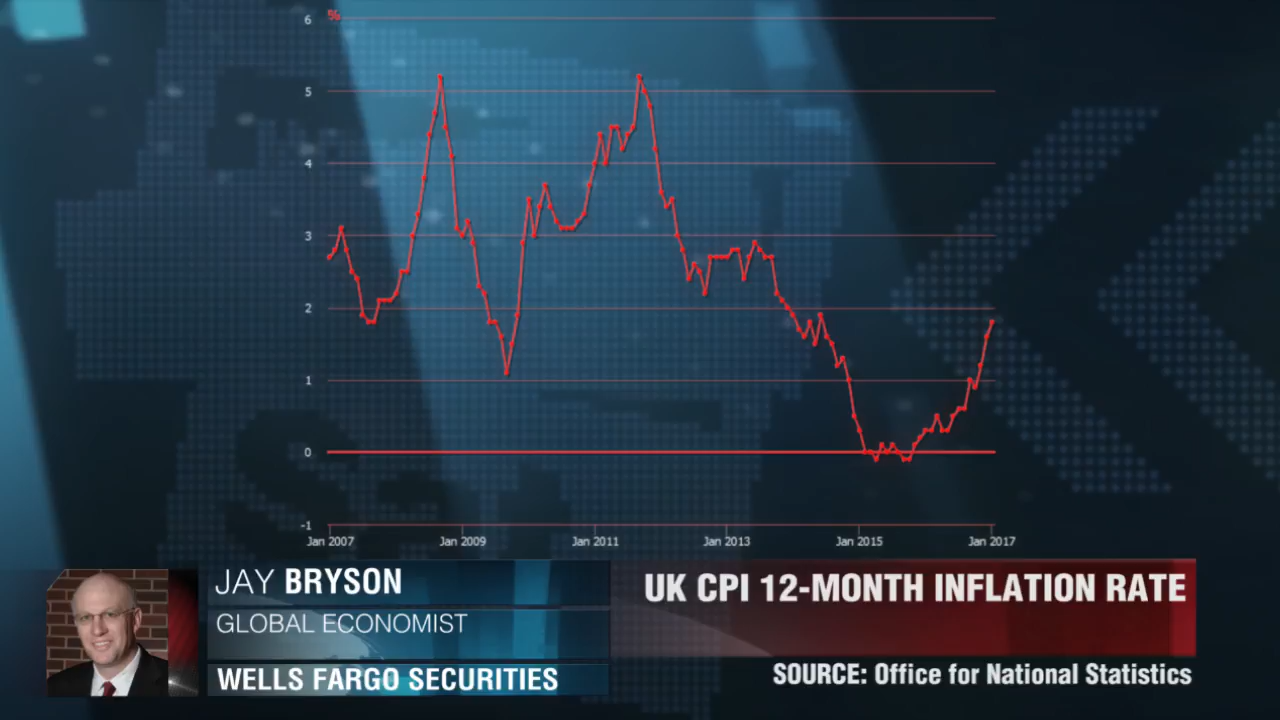 %
6
5
4
3
2
1
0
-1
Jan 2007 Jan 2009 Jan 2011 Jan 2013 Jan 2015 Jan 2017
JAY BRYSON
GLOBAL ECONOMIST
WELLS FARGO SECURITIES
UK CPI 12-MONTH INFLATION RATE
SOURCE: Office for National Statistics